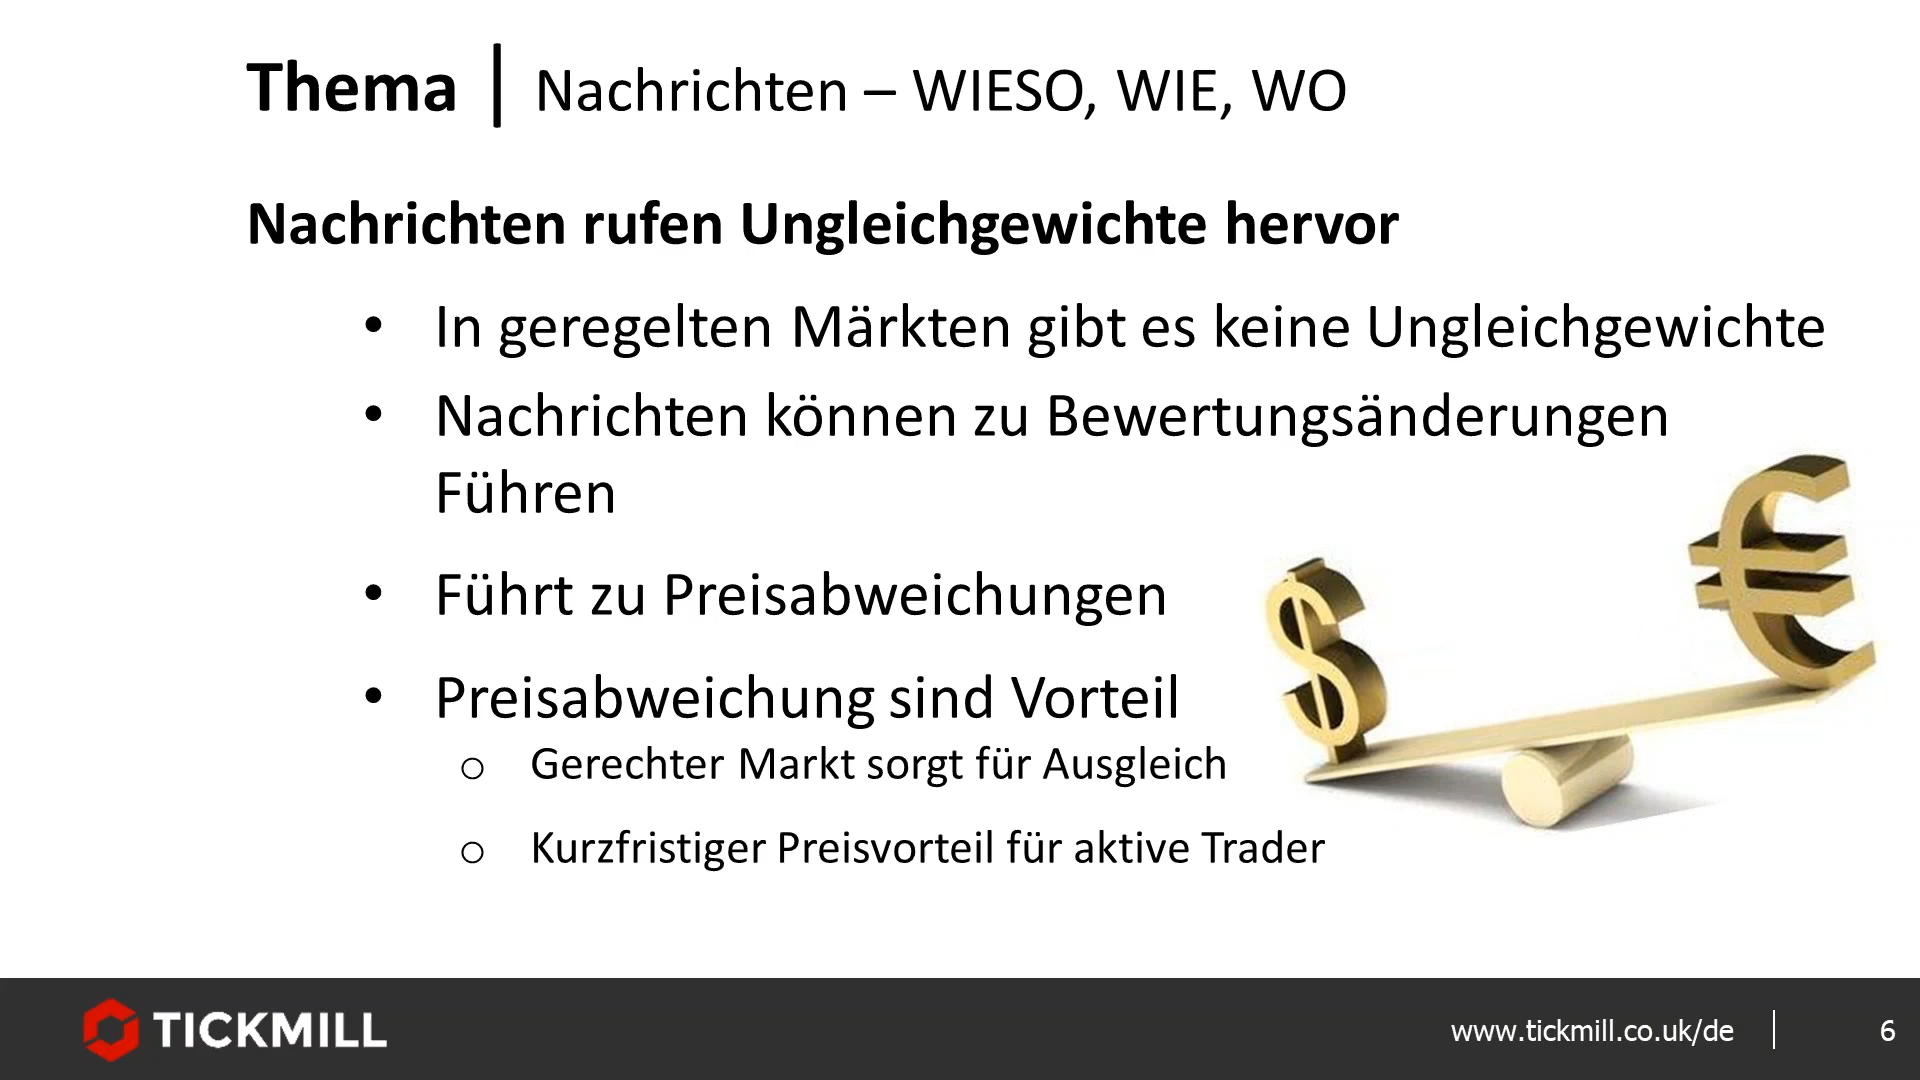 Thema | Nachrichten – WIESO, WIE, WO
Nachrichten rufen Ungleichgewichte hervor
• In geregelten Märkten gibt es keine Ungleichgewichte
• Nachrichten können zu Bewertungsänderungen
Führen
• Führt zu Preisabweichungen
• Preisabweichung sind Vorteil
o Gerechter Markt sorgt für Ausgleich
o Kurzfristiger Preisvorteil für aktive Trader
$ €
TICKMILL
www.tickmill.co.uk/de | 6